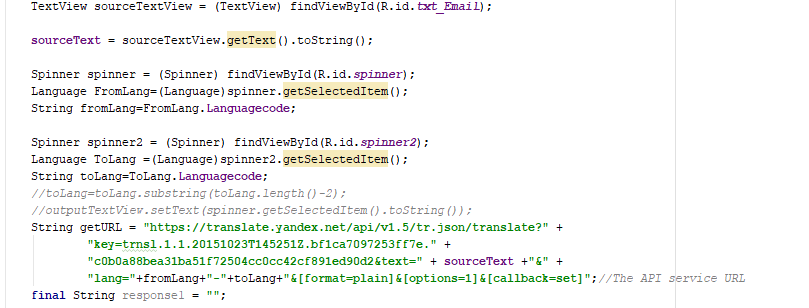 TextView sourceTextView = (TextView) findViewById(R.id.txt_Email);
sourceText = sourceTextView.getText().toString();
Spinner spinner = (Spinner) findViewById(R.id.spinner);
Language FromLang=(Language)spinner.getSelectedItem();
String fromLang=FromLang.Languagecode;
Spinner spinner2 = (Spinner) findViewById(R.id.spinner2);
Language ToLang =(Language)spinner2.getSelectedItem();
String toLang=ToLang.Languagecode;
//toLang=toLang.substring(toLang.length()-2);
//outputTextView.setText(spinner.getSelectedItem().toString());
String getURL = "https://translate.yandex.net/api/v1.5/tr.json/translate?" +
"key=trnsl.1.1.20151023T145251Z.bf1ca7097253ff7e." +
"c0b0a88bea31ba51f72504cc0cc42cf891ed90d2&text=" + sourceText +"&" +
"lang="+fromLang+"-"+toLang+"&[format=plain]&[options=1]&[callback=set]";//The API service URL
final String response1 = "";